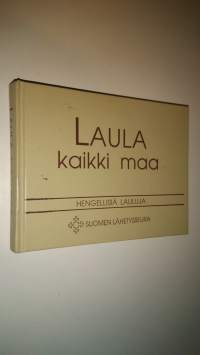 LAULA
kaikki maa
HENGELLISIÄ LAULUJA
SUOMEN LÄHETYSSEURA